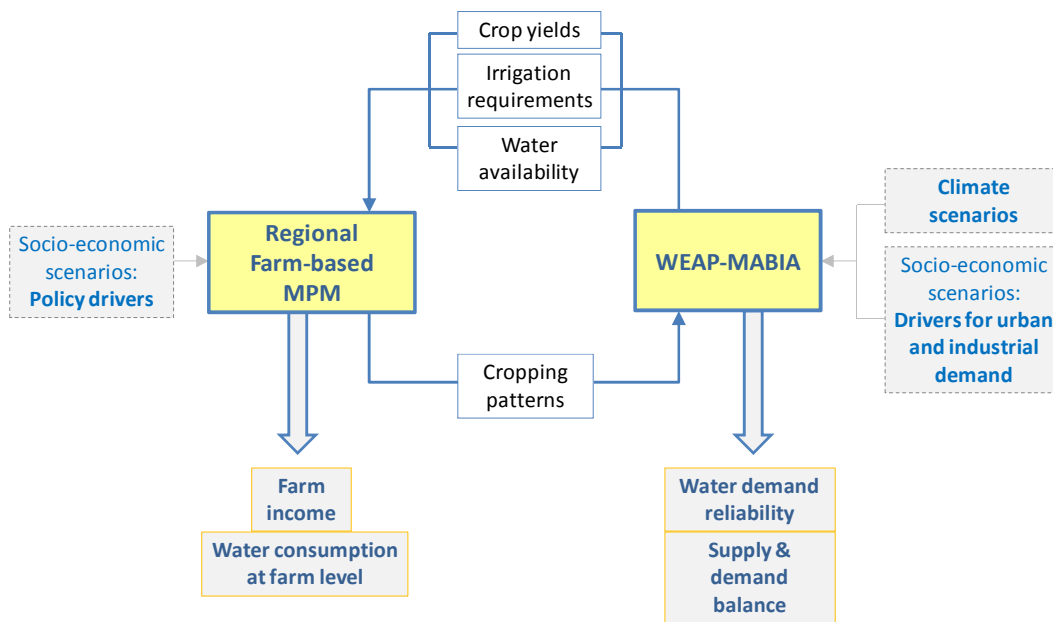 Crop yields
Irrigation
requirements
Water
availability
Climate
scenarios
Regional
Farm-based
MPM
WEAP-MABIA
Socio-economic
scenarios:
Policy drivers
Socio-economic
scenarios:
Drivers for urban
and industrial
demand
Cropping
patterns
Farm
income
Water consumption
at farm level
Water demand
reliability
Supply &
demand
balance